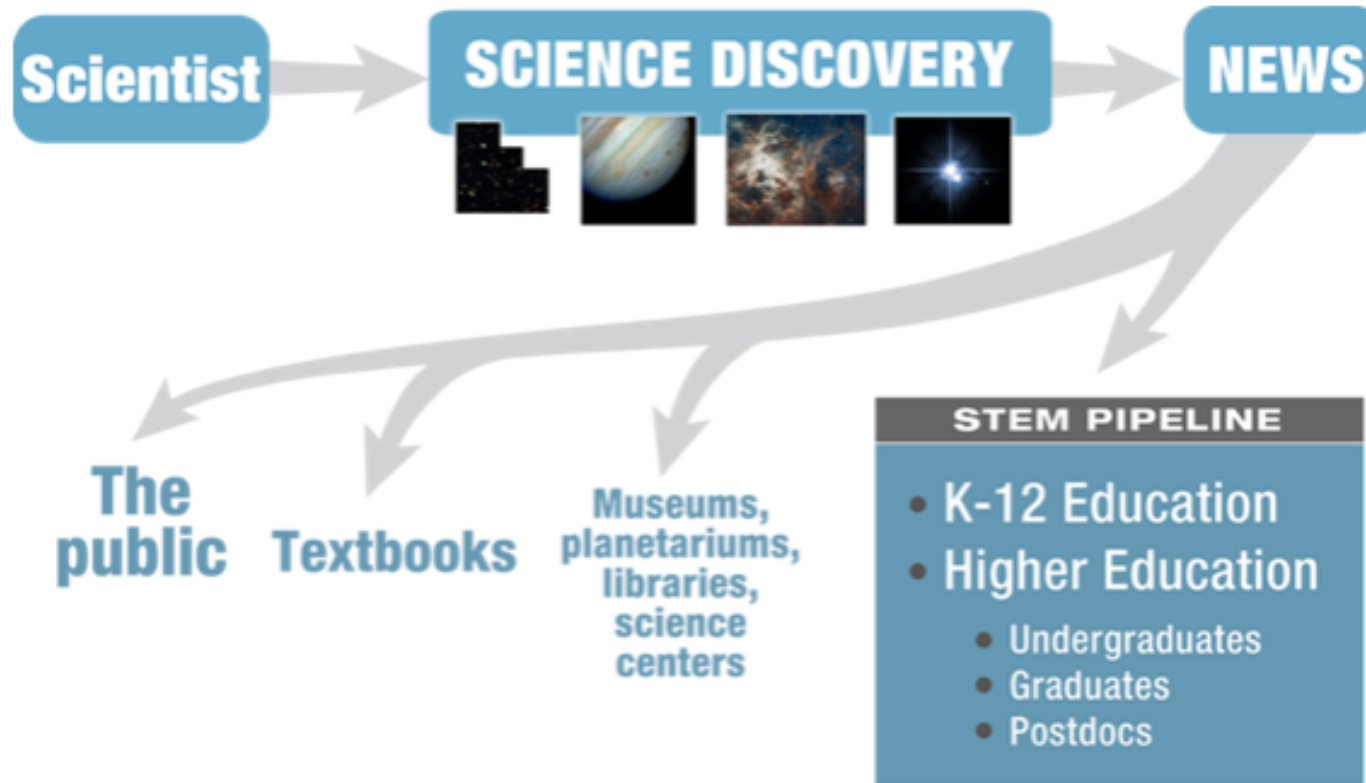 Scientist
SCIENCE DISCOVERY
NEWS
The
public
Textbooks
Museums,
planetariums,
libraries,
science
centers
STEM PIPELINE
• K-12 Education
• Higher Education
• Undergraduates
• Graduates
• Postdocs